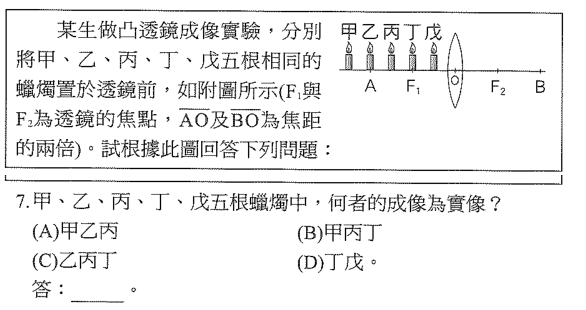 某生做凸透鏡成像實驗，分別
將甲、乙、丙、丁、戊五根相同的
蠟燭置於透鏡前，如附圖所示(F₁與
F₂為透鏡的焦點，AO及BO為焦距
的兩倍)。試根據此圖回答下列問題：
甲乙丙丁戊
A F₁ O F₂ B
7.甲、乙、丙、丁、戊五根蠟燭中，何者的成像為實像？
(A)甲乙丙 (B)甲丙丁
(C)乙丙丁 (D)丁戊。
答：_____。